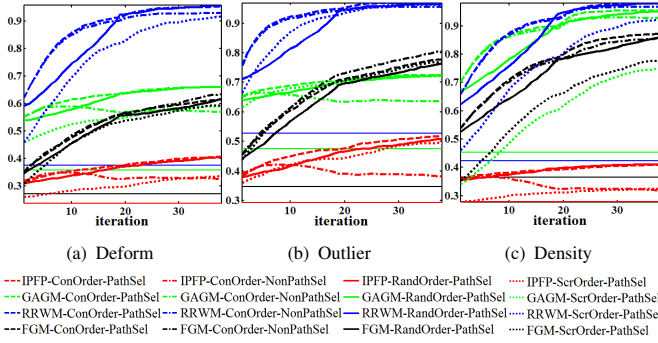 0.9
0.8
0.7
0.6
0.5
0.4
0.3
10 20 30
iteration
0.9
0.8
0.7
0.6
0.5
0.4
0.3
10 20 30
iteration
0.9
0.8
0.7
0.6
0.5
0.4
0.3
10 20 30
iteration
(a) Deform (b) Outlier (c) Density
IPFP-ConOrder-PathSel IPFP-ConOrder-NonPathSel IPFP-RandOrder-PathSel IPFP-ScrOrder-PathSel
GAGM-ConOrder-PathSel GAGM-ConOrder-NonPathSel GAGM-RandOrder-PathSel GAGM-ScrOrder-PathSel
RRWM-ConOrder-PathSel RRWM-ConOrder-NonPathSel RRWM-RandOrder-PathSel RRWM-ScrOrder-PathSel
FGM-ConOrder-PathSel FGM-ConOrder-NonPathSel FGM-RandOrder-PathSel FGM-ScrOrder-PathSel